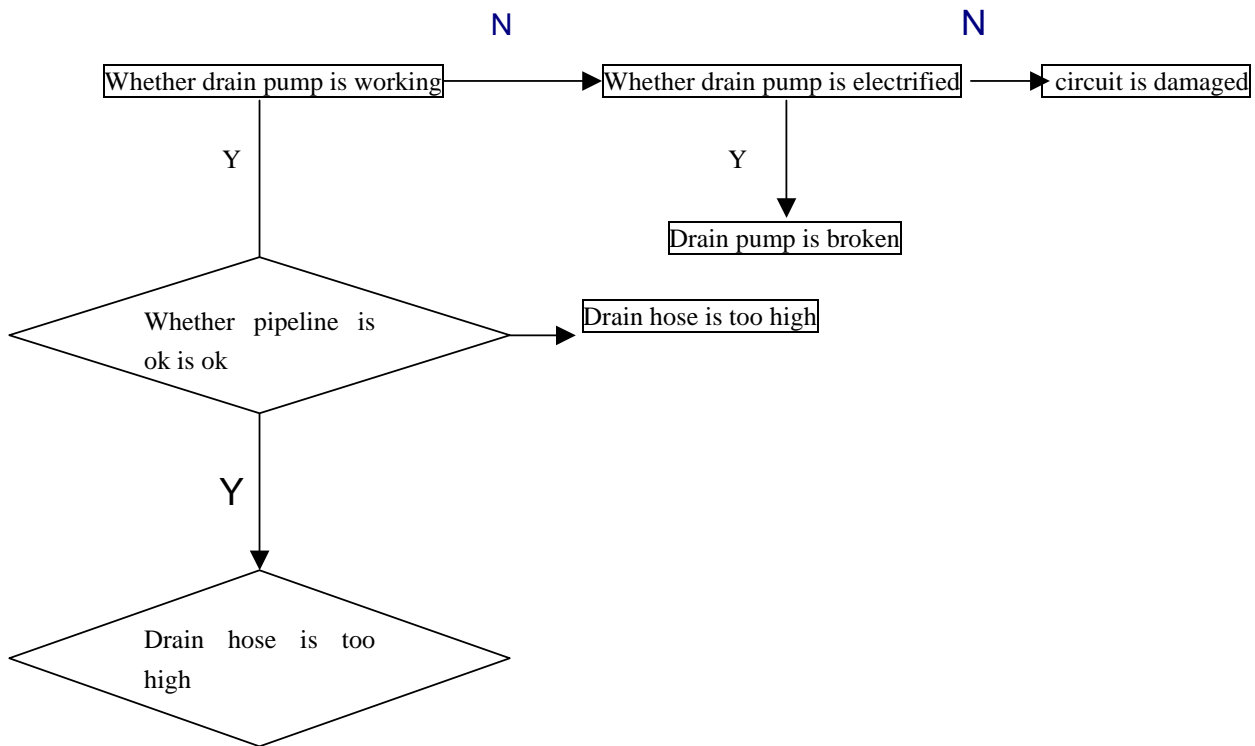 N
N
Whether drain pump is working
Whether drain pump is electrified
circuit is damaged
Y
Y
Drain pump is broken
Whether pipeline is
ok is ok
Drain hose is too high
Y
Drain hose is too
high